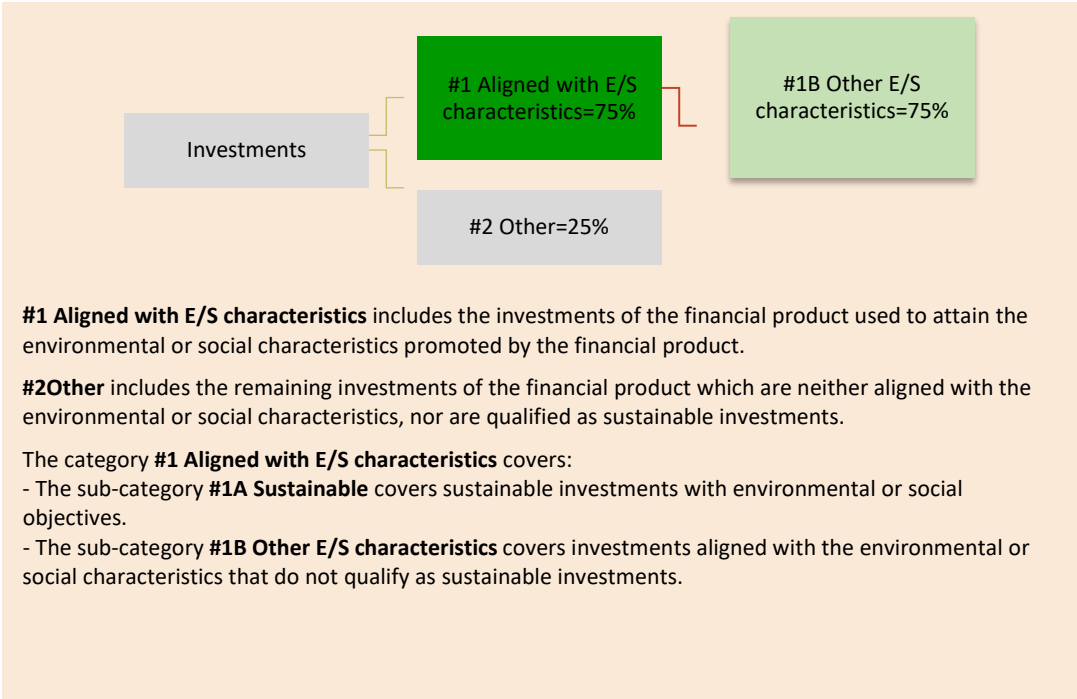 #1 Aligned with E/S
characteristics=75%
#1B Other E/S
characteristics=75%
Investments
#2 Other=25%
#1 Aligned with E/S characteristics includes the investments of the financial product used to attain the
environmental or social characteristics promoted by the financial product.
#2Other includes the remaining investments of the financial product which are neither aligned with the
environmental or social characteristics, nor are qualified as sustainable investments.
The category #1 Aligned with E/S characteristics covers:
- The sub-category #1A Sustainable covers sustainable investments with environmental or social
objectives.
- The sub-category #1B Other E/S characteristics covers investments aligned with the environmental or
social characteristics that do not qualify as sustainable investments.